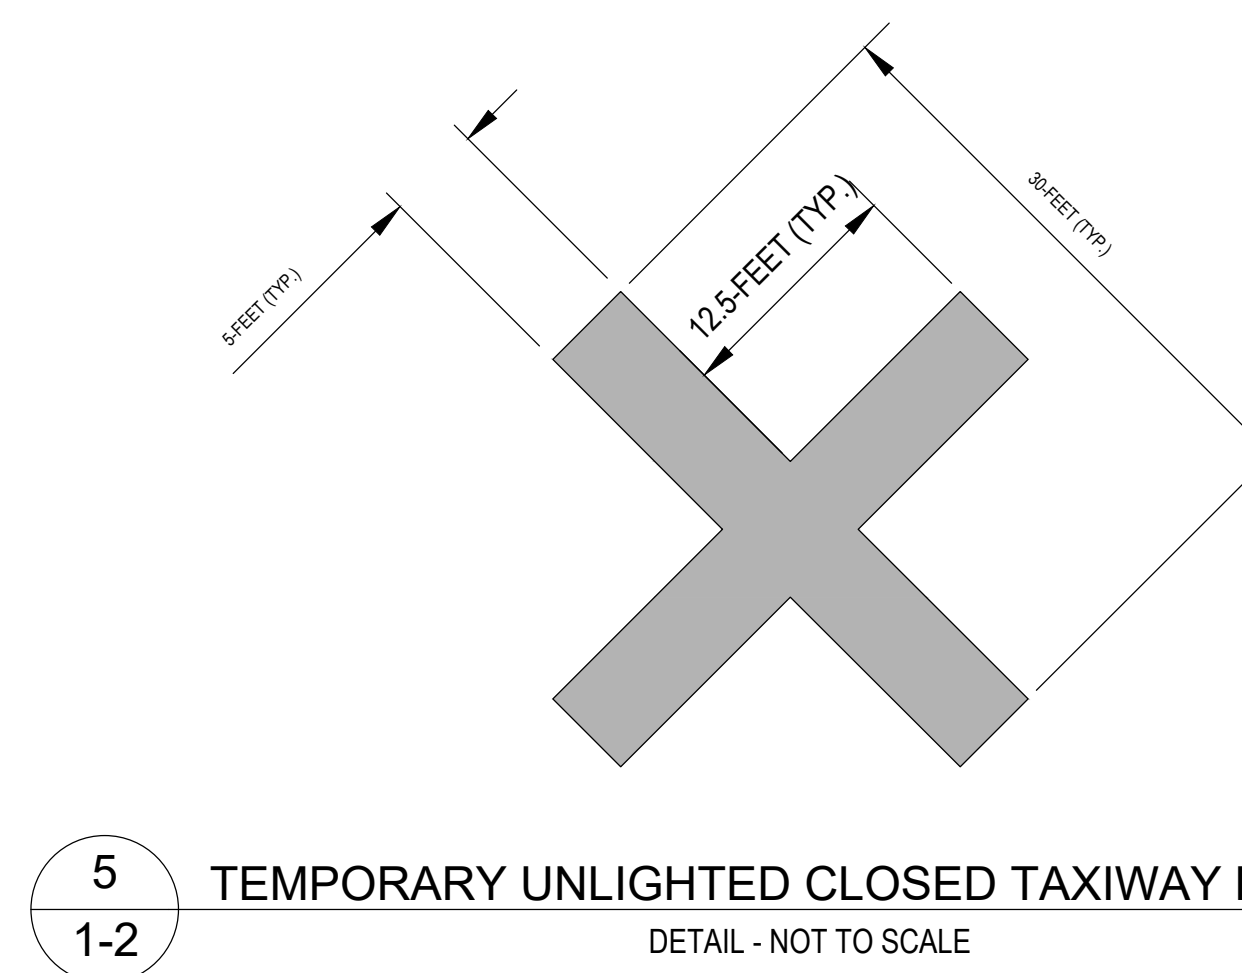 5-FEET (TYP.)
12.5-FEET (TYP.)
30-FEET (TYP.)
5
1-2
TEMPORARY UNLIGHTED CLOSED TAXIWAY
DETAIL - NOT TO SCALE